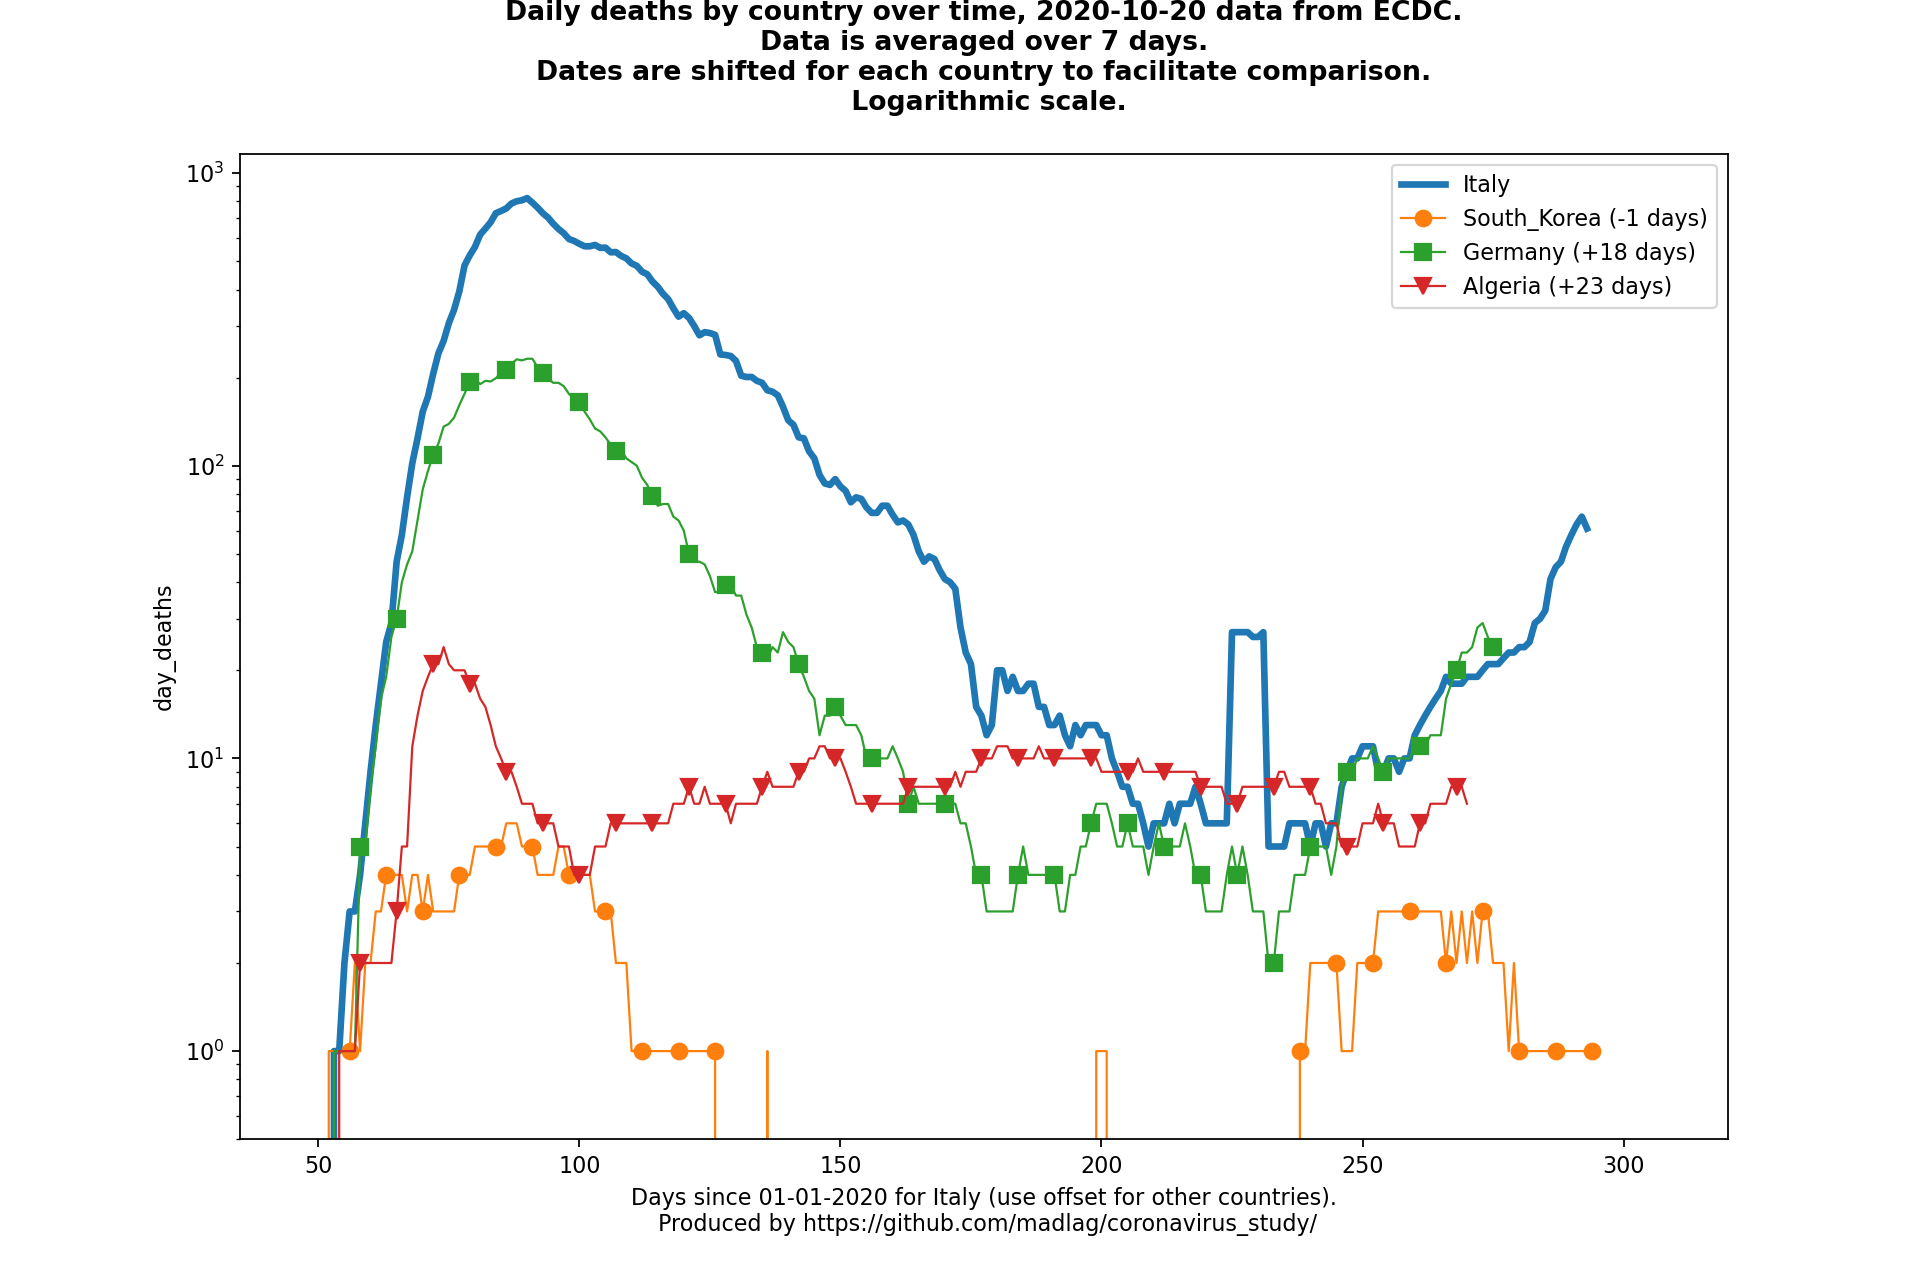 Daily deaths by country over time, 2020-10-20 data from ECDC.
Data is averaged over 7 days.
Dates are shifted for each country to facilitate comparison.
Logarithmic scale.
10³
10²
10¹
10⁰
day_deaths
Italy
South_Korea (-1 days)
Germany (+18 days)
Algeria (+23 days)
50 100 150 200 250 300
Days since 01-01-2020 for Italy (use offset for other countries).
Produced by https://github.com/madlag/coronavirus_study/